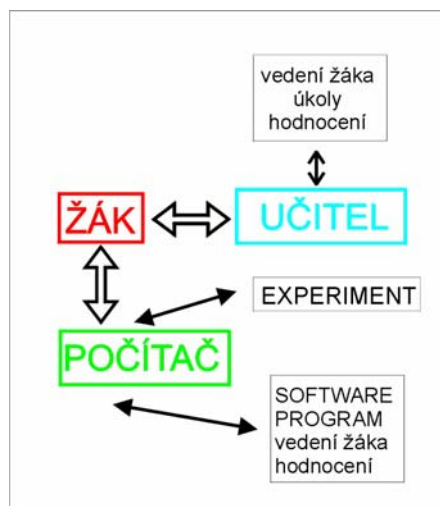 vedení žáka
úkoly
hodnocení
ŽÁK
UČITEL
EXPERIMENT
POČÍTAČ
SOFTWARE
PROGRAM
vedení žáka
hodnocení